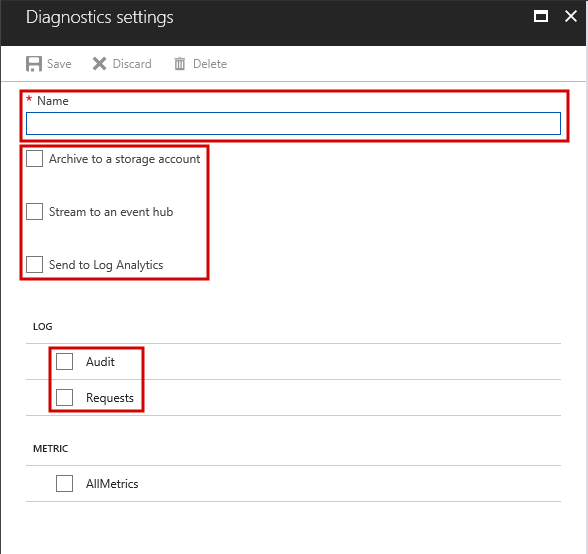 Diagnostics settings
Save Discard Delete
* Name
Archive to a storage account
Stream to an event hub
Send to Log Analytics
LOG
Audit
Requests
METRIC
AllMetrics